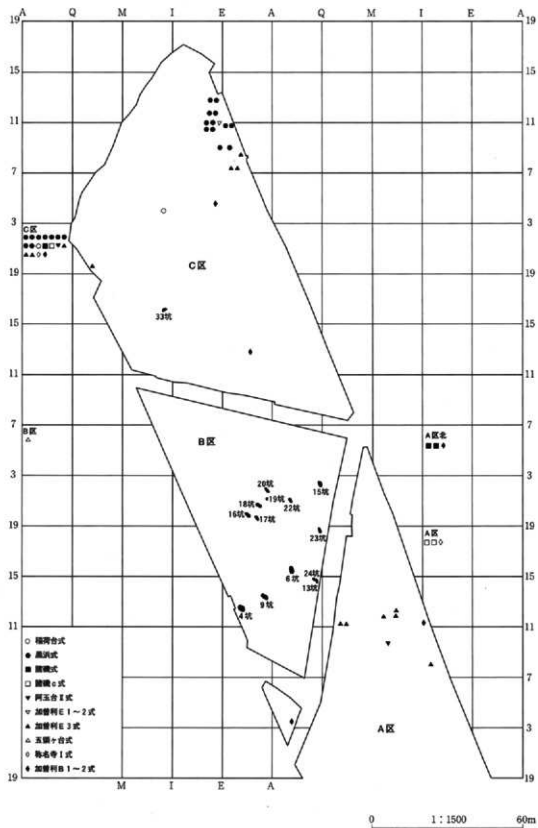 A Q M I E A Q M I E A
19 19
15 15
11 11
7 7
3 3
C区
19 19
C区
15 33坑 15
11 11
7 7
B区 B区 A区北
3 3
20坑 15坑
18坑 19坑
16坑 17坑 22坑
19 19
23坑 A区
15 6坑 24坑 15
9坑 13坑
4坑
11 11
○ 稲荷台式
● 黒浜式
■ 諸磯式
□ 諸磯c式
▼ 阿玉台Ⅱ式
▽ 加曽利E1~2式
▲ 加曽利E3式
△ 五領ヶ台式
◇ 称名寺Ⅰ式
◆ 加曽利B1~2式
A区
19 19
M I E A Q M I E A
0 1:1500 60m